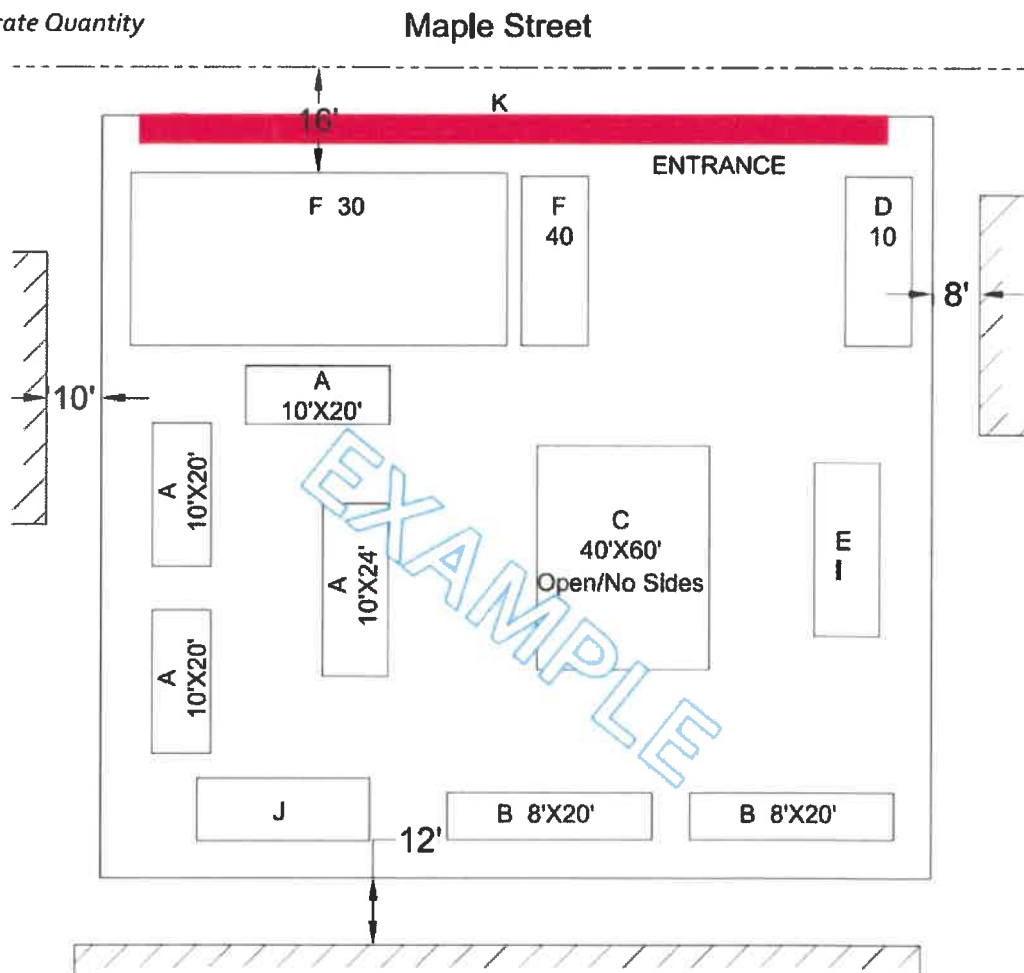 Quantity
Maple Street
K
16'
ENTRANCE
F 30
F
40
D
10
8'
10'
A
10'X20'
A
10'X20'
A
10'X24'
C
40'X60'
Open/No Sides
E
I
EXAMPLE
A
10'X20'
J
B 8'X20'
B 8'X20'
12'